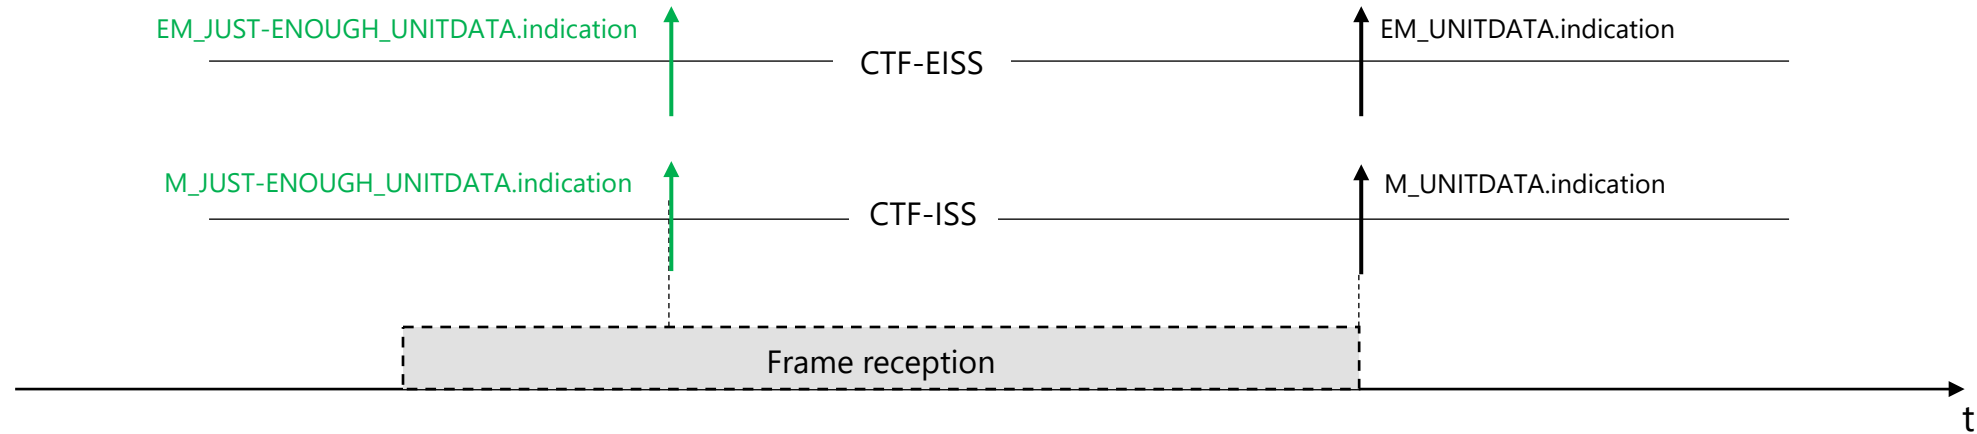 EM_JUST-ENOUGH_UNITDATA.indication
EM_UNITDATA.indication
CTF-EISS
M_JUST-ENOUGH_UNITDATA.indication
M_UNITDATA.indication
CTF-ISS
Frame reception
t